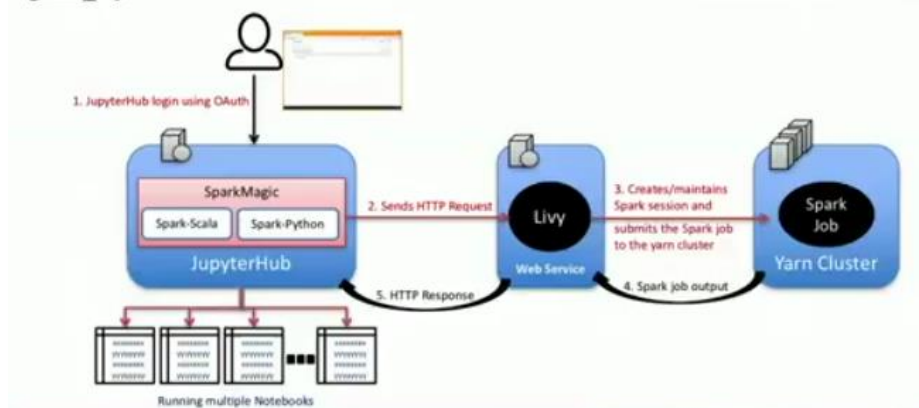 1. JupyterHub login using OAuth
SparkMagic
Spark-Scala
Spark-Python
JupyterHub
2. Sends HTTP Request
Livy
Web Service
3. Creates/maintains
Spark session and
submits the Spark job
to the yarn cluster
Spark
Job
Yarn Cluster
4. Spark job output
5. HTTP Response
Running multiple Notebooks